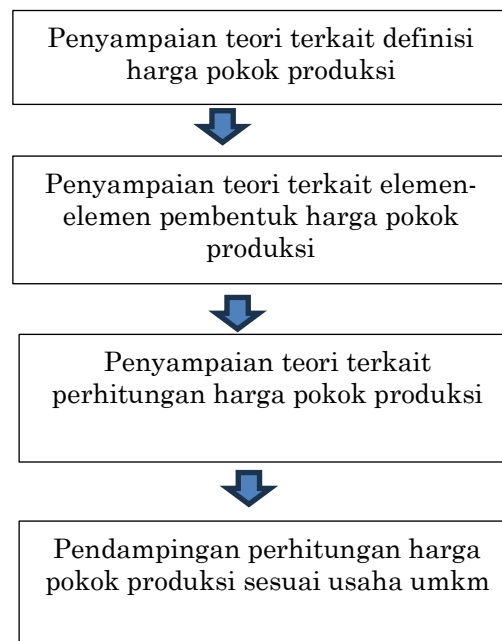 Penyampaian teori terkait definisi
harga pokok produksi
Penyampaian teori terkait elemen-
elemen pembentuk harga pokok
produksi
Penyampaian teori terkait
perhitungan harga pokok produksi
Pendampingan perhitungan harga
pokok produksi sesuai usaha umkm